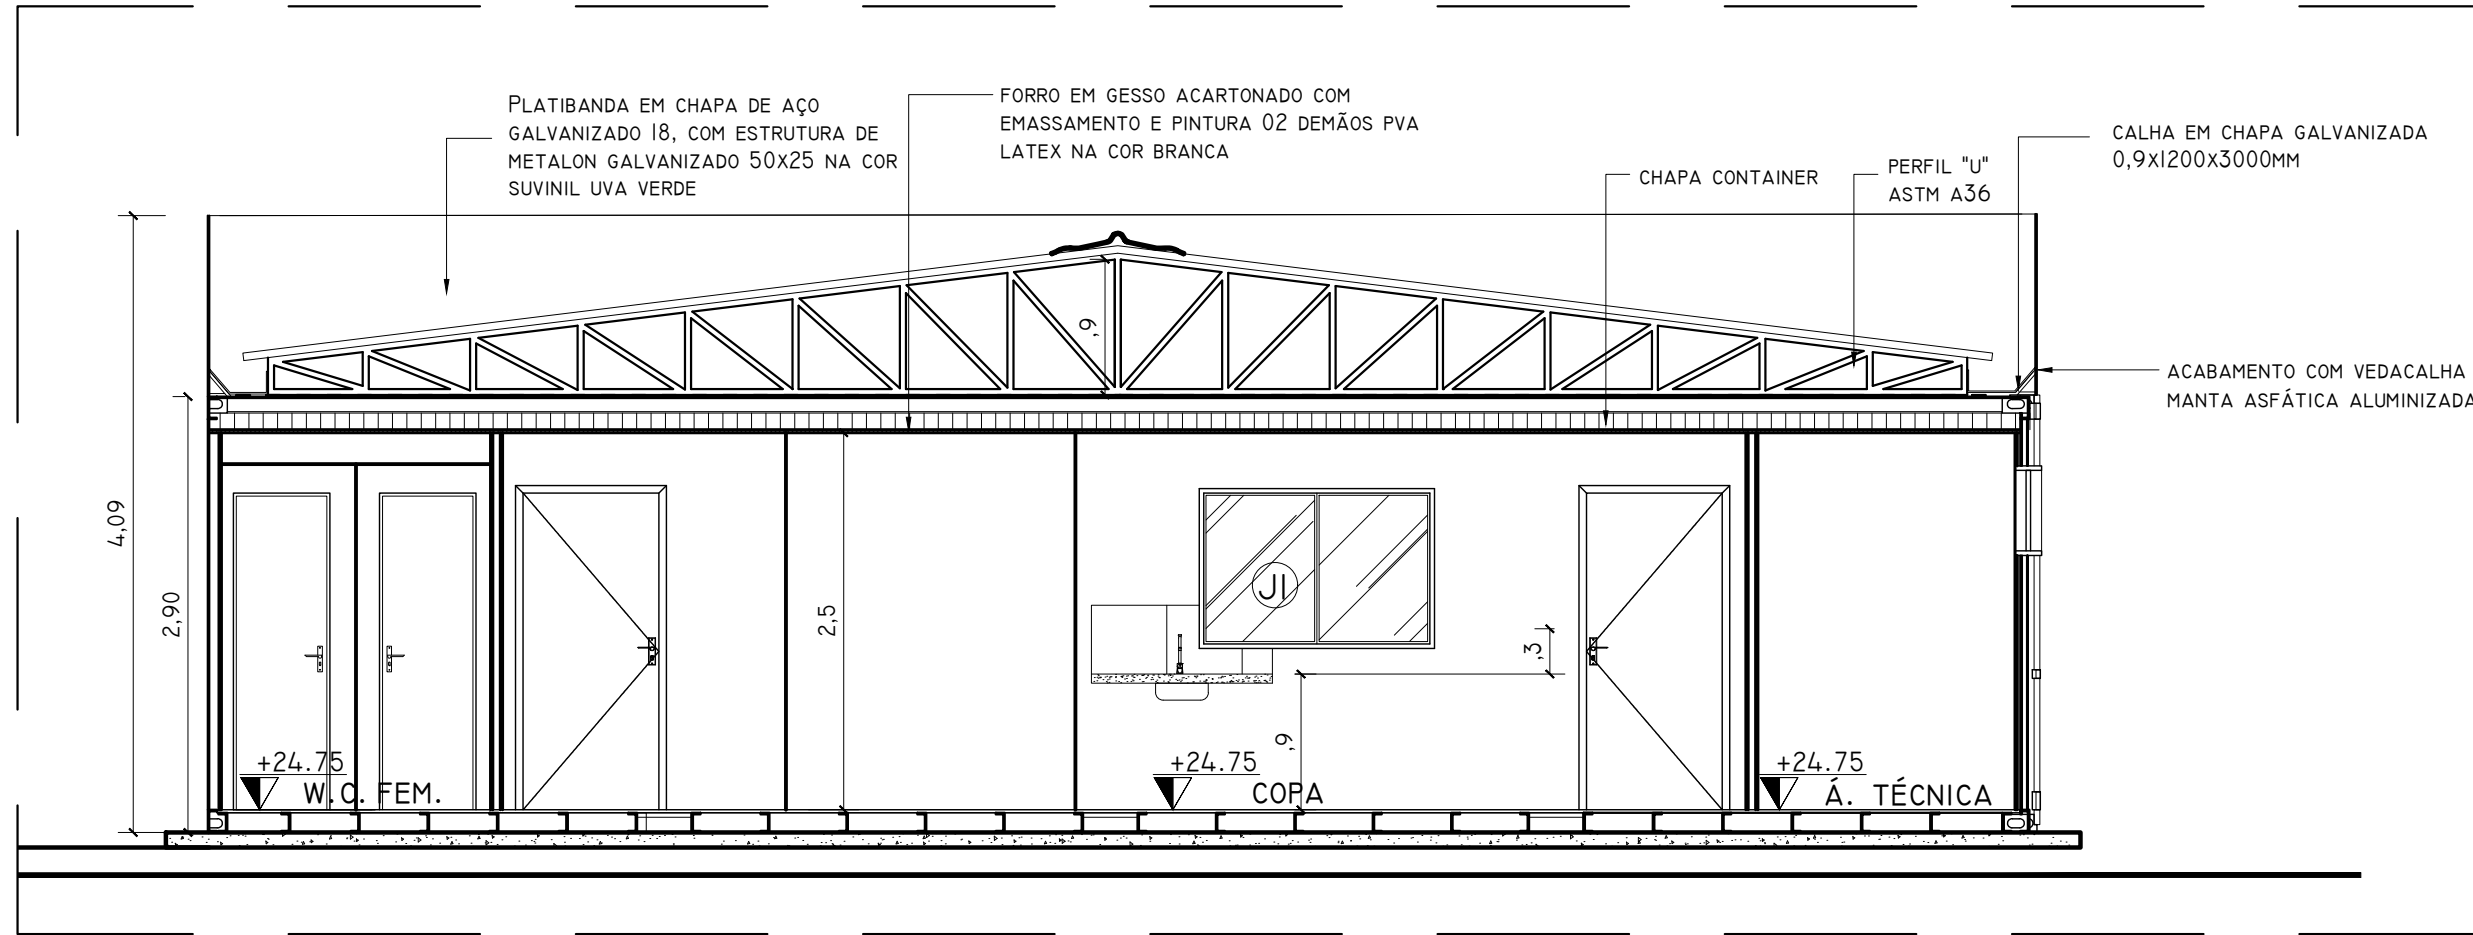 PLATIBANDA EM CHAPA DE AÇO
GALVANIZADO 18, COM ESTRUTURA DE
METALON GALVANIZADO 50X25 NA COR
SUVINIL UVA VERDE
FORRO EM GESSO ACARTONADO COM
EMASSAMENTO E PINTURA 02 DEMÃOS PVA
LATEX NA COR BRANCA
CHAPA CONTAINER
PERFIL "U"
ASTM A36
CALHA EM CHAPA GALVANIZADA
0,9X1200X3000MM
ACABAMENTO COM VEDACALHA
MANTA ASFÁTICA ALUMINIZADA
,9
4,09
2,90
2,5
JI
,3
,9
+24.75
W.C. FEM.
+24.75
COPA
+24.75
Á. TÉCNICA